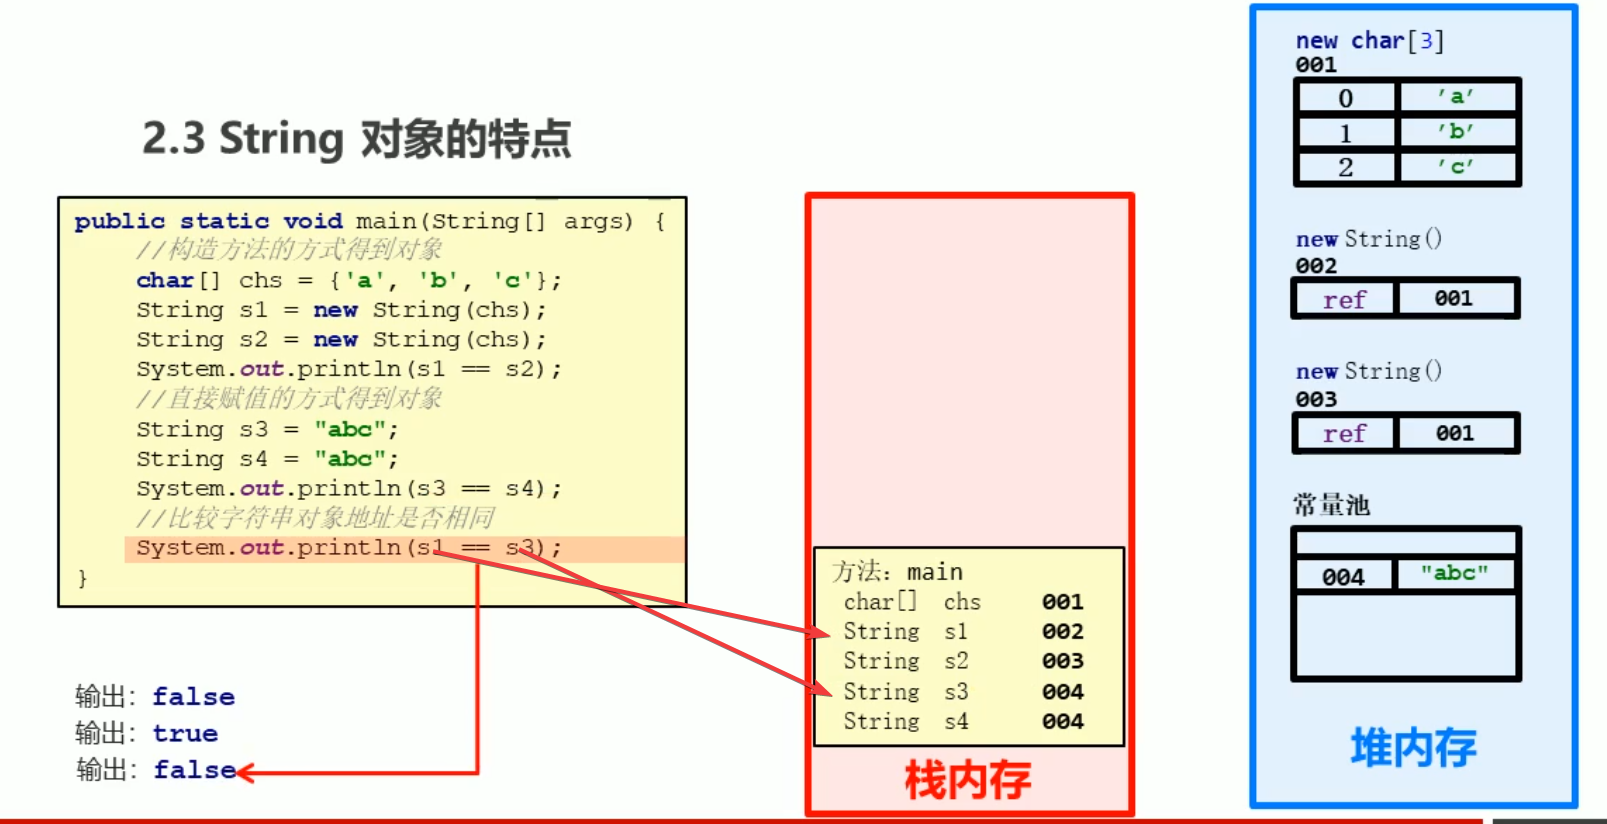 2.3 String 对象的特点
public static void main(String[] args) {
//构造方法的方式得到对象
char[] chs = {'a', 'b', 'c'};
String s1 = new String(chs);
String s2 = new String(chs);
System.out.println(s1 == s2);
//直接赋值的方式得到对象
String s3 = "abc";
String s4 = "abc";
System.out.println(s3 == s4);
//比较字符串对象地址是否相同
System.out.println(s1 == s3);
}
输出：false
输出：true
输出：false
方法：main
char[] chs 001
String s1 002
String s2 003
String s3 004
String s4 004
栈内存
new char[3]
001
0 'a'
1 'b'
2 'c'
new String()
002
ref 001
new String()
003
ref 001
常量池
004 "abc"
堆内存